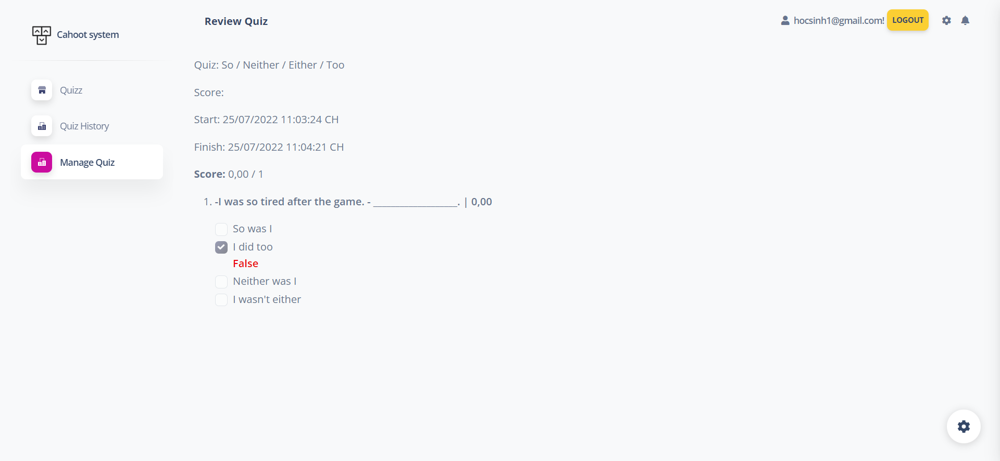 Cahoot system
Review Quiz
hocsinh1@gmail.com!
LOGOUT
Quizz
Quiz History
Manage Quiz
Quiz: So / Neither / Either / Too
Score:
Start: 25/07/2022 11:03:24 CH
Finish: 25/07/2022 11:04:21 CH
Score: 0,00 / 1
1. -I was so tired after the game. - ___________________. | 0,00
So was I
I did too
False
Neither was I
I wasn't either